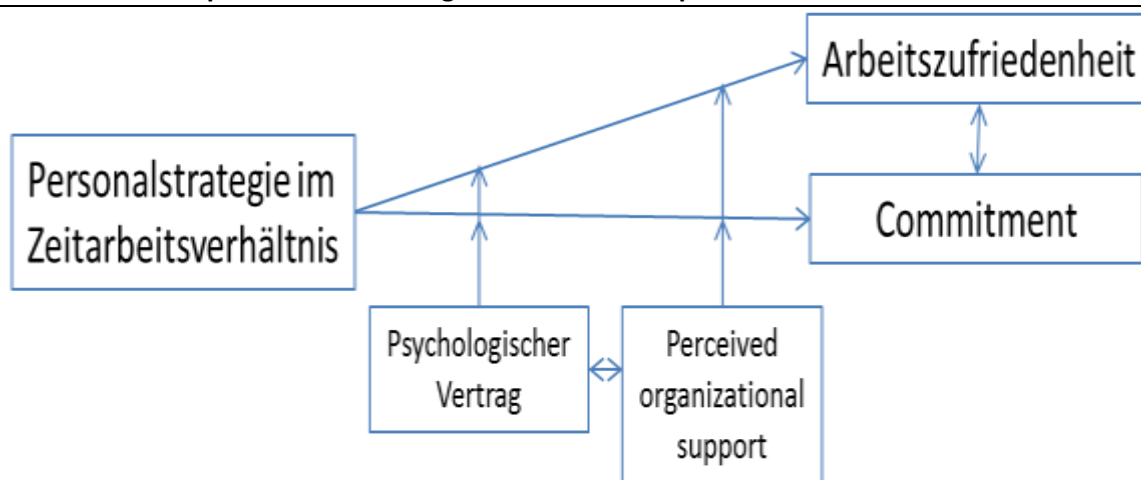 Arbeitszufriedenheit
Personalstrategie im
Zeitarbeitsverhältnis
Commitment
Psychologischer
Vertrag
Perceived
organizational
support